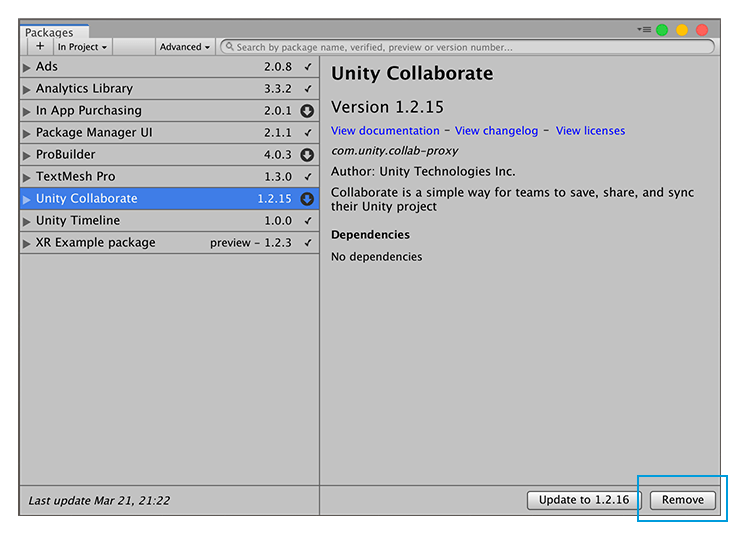 Packages
+ In Project Advanced Search by package name, verified, preview or version number...
Ads 2.0.8
Analytics Library 3.3.2
In App Purchasing 2.0.1
Package Manager UI 2.1.1
ProBuilder 4.0.3
TextMesh Pro 1.3.0
Unity Collaborate 1.2.15
Unity Timeline 1.0.0
XR Example package preview - 1.2.3
Last update Mar 21, 21:22
Unity Collaborate
Version 1.2.15
View documentation - View changelog - View licenses
com.unity.collab-proxy
Author: Unity Technologies Inc.
Collaborate is a simple way for teams to save, share, and sync
their Unity project
Dependencies
No dependencies
Update to 1.2.16 Remove